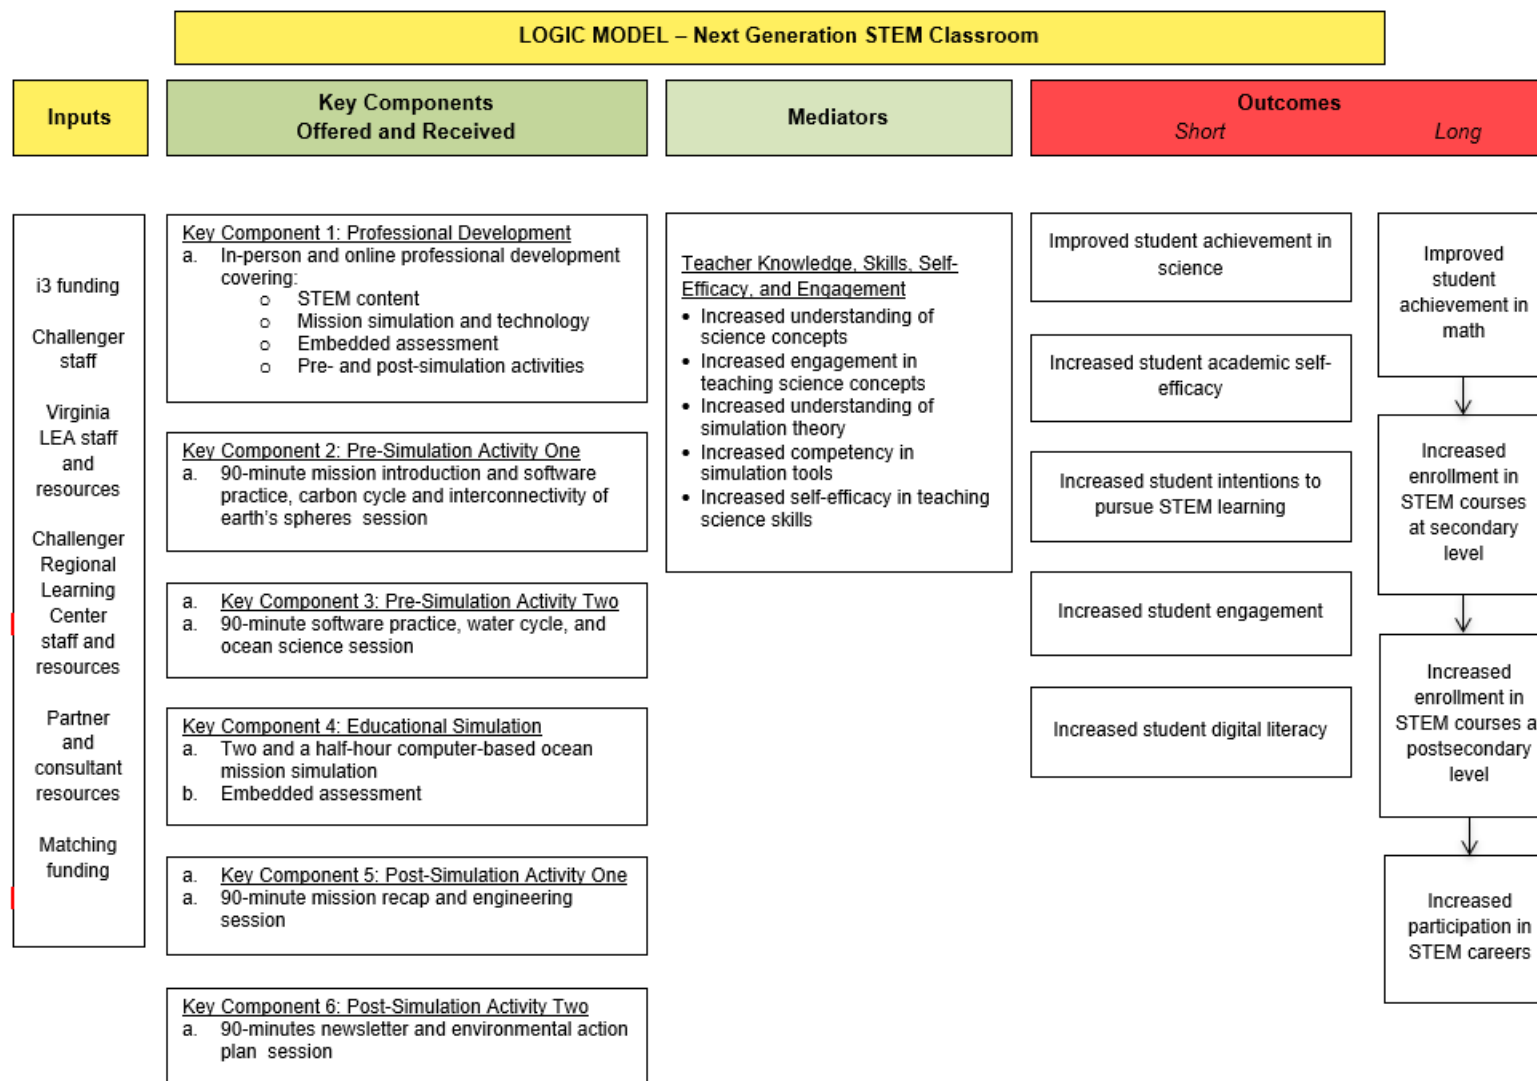 LOGIC MODEL – Next Generation STEM Classroom
Inputs
Key Components
Offered and Received
Mediators
Outcomes
Short
Long
i3 funding
Challenger
staff
Virginia
LEA staff
and
resources
Challenger
Regional
Learning
Center
staff and
resources
Partner
and
consultant
resources
Matching
funding
Key Component 1: Professional Development
a. In-person and online professional development
covering:
o STEM content
o Mission simulation and technology
o Embedded assessment
o Pre- and post-simulation activities
Key Component 2: Pre-Simulation Activity One
a. 90-minute mission introduction and software
practice, carbon cycle and interconnectivity of
earth's spheres session
a. Key Component 3: Pre-Simulation Activity Two
a. 90-minute software practice, water cycle, and
ocean science session
Key Component 4: Educational Simulation
a. Two and a half-hour computer-based ocean
mission simulation
b. Embedded assessment
a. Key Component 5: Post-Simulation Activity One
a. 90-minute mission recap and engineering
session
Key Component 6: Post-Simulation Activity Two
a. 90-minutes newsletter and environmental action
plan session
Teacher Knowledge, Skills, Self-
Efficacy, and Engagement
• Increased understanding of
science concepts
• Increased engagement in
teaching science concepts
• Increased understanding of
simulation theory
• Increased competency in
simulation tools
• Increased self-efficacy in teaching
science skills
Improved student achievement in
science
Increased student academic self-
efficacy
Increased student intentions to
pursue STEM learning
Increased student engagement
Increased student digital literacy
Improved
student
achievement in
math
Increased
enrollment in
STEM courses
at secondary
level
Increased
enrollment in
STEM courses a
postsecondary
level
Increased
participation in
STEM careers